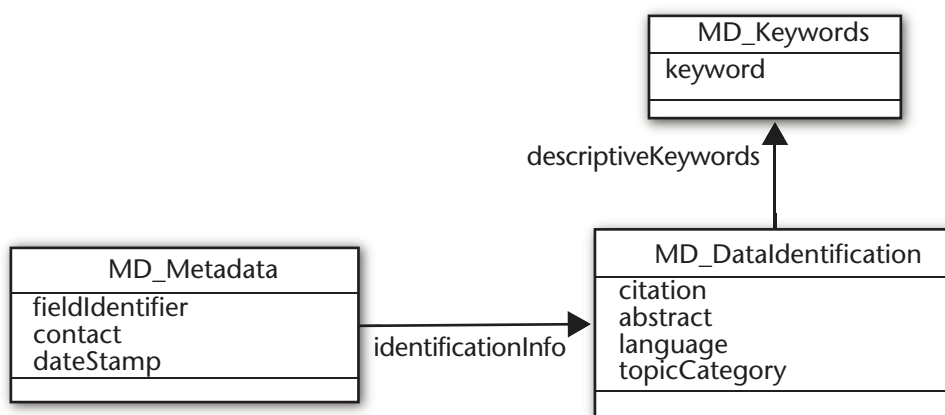 MD_Keywords
keyword
descriptiveKeywords
MD_Metadata
fieldIdentifier
contact
dateStamp
identificationInfo
MD_DataIdentification
citation
abstract
language
topicCategory